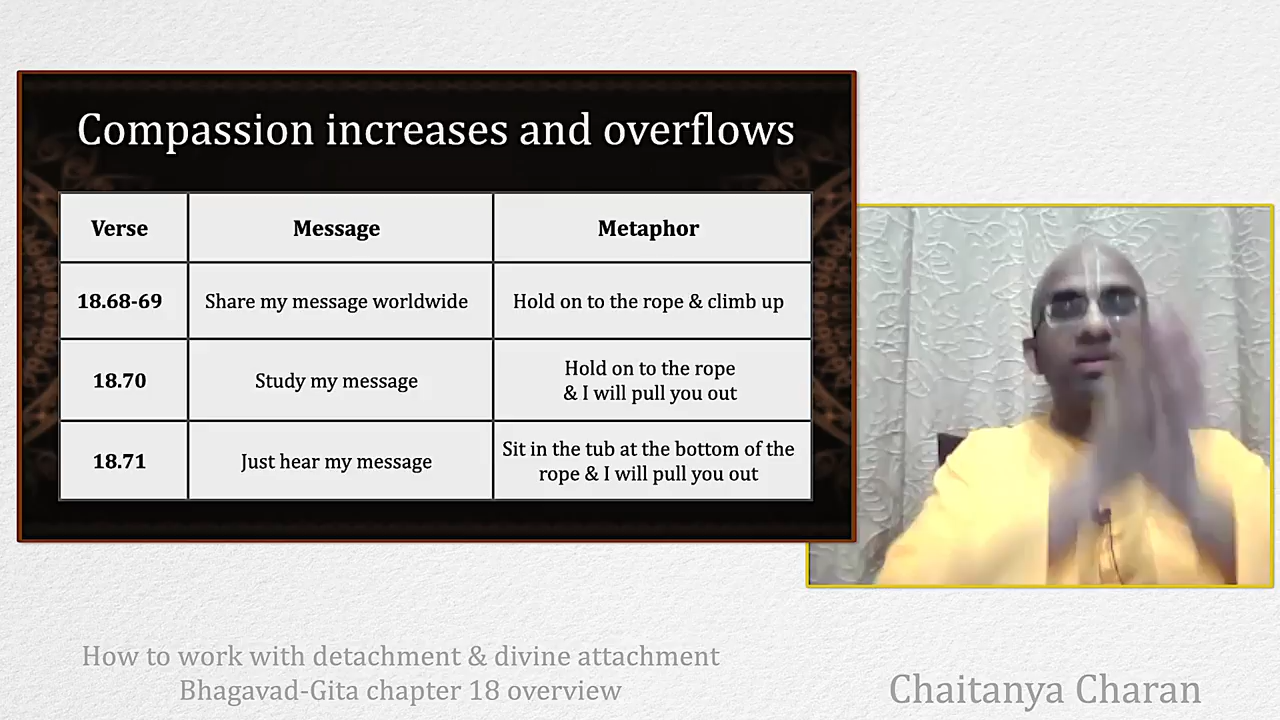 Compassion increases and overflows
Verse
Message
Metaphor
18.68-69
Share my message worldwide
Hold on to the rope & climb up
18.70
Study my message
Hold on to the rope
& I will pull you out
18.71
Just hear my message
Sit in the tub at the bottom of the
rope & I will pull you out
How to work with detachment & divine attachment
Bhagavad-Gita chapter 18 overview
Chaitanya Charan